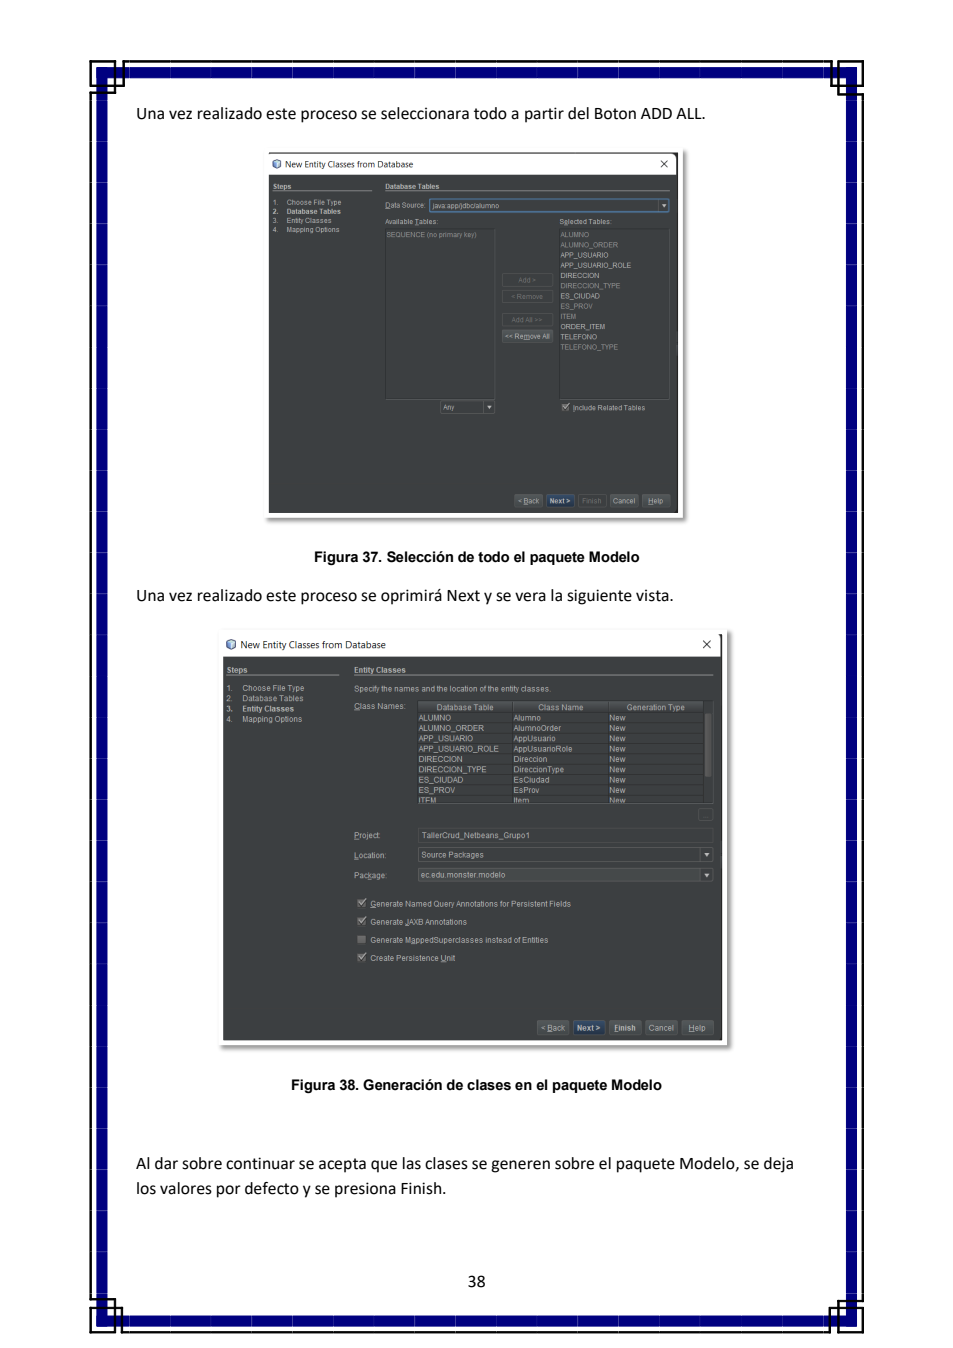 Una vez realizado este proceso se seleccionara todo a partir del Boton ADD ALL.
New Entity Classes from Database
Steps
1. Choose File Type
2. Database Tables
3. Entity Classes
4. Mapping Options
Database Tables
Data Source: java:app/jdbc/alumno
Available Tables:
SEQUENCE (no primary key)
Any
Add >
< Remove
Add All >>
<< Remove All
Selected Tables:
ALUMNO
ALUMNO_ORDER
APP_USUARIO
APP_USUARIO_ROLE
DIRECCION
DIRECCION_TYPE
ES_CIUDAD
ES_PROV
ITEM
ORDER_ITEM
TELEFONO
TELEFONO_TYPE
Include Related Tables
< Back Next > Finish Cancel Help
Figura 37. Selección de todo el paquete Modelo
Una vez realizado este proceso se oprimirá Next y se vera la siguiente vista.
New Entity Classes from Database
Steps
1. Choose File Type
2. Database Tables
3. Entity Classes
4. Mapping Options
Entity Classes
Specify the names and the location of the entity classes.
Class Names:
Database Table Class Name Generation Type
ALUMNO Alumno New
ALUMNO_ORDER AlumnoOrder New
APP_USUARIO AppUsuario New
APP_USUARIO_ROLE AppUsuarioRole New
DIRECCION Direccion New
DIRECCION_TYPE DireccionType New
ES_CIUDAD EsCiudad New
ES_PROV EsProv New
ITEM Item New
...
Project: TallerCrud_Netbeans_Grupo1
Location: Source Packages
Package: ec.edu.monster.modelo
Generate Named Query Annotations for Persistent Fields
Generate JAXB Annotations
Generate MappedSuperclasses instead of Entities
Create Persistence Unit
< Back Next > Finish Cancel Help
Figura 38. Generación de clases en el paquete Modelo
Al dar sobre continuar se acepta que las clases se generen sobre el paquete Modelo, se deja
los valores por defecto y se presiona Finish.
38